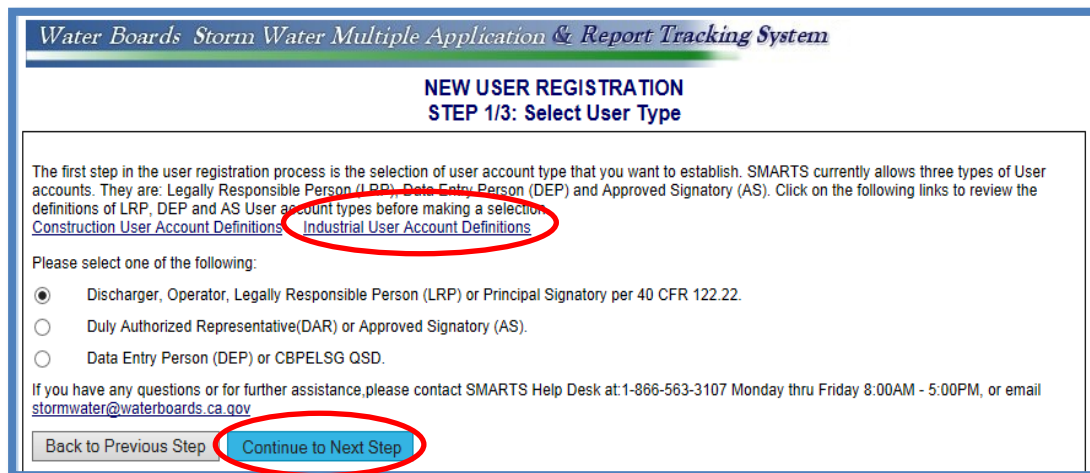 Water Boards Storm Water Multiple Application & Report Tracking System
NEW USER REGISTRATION
STEP 1/3: Select User Type
The first step in the user registration process is the selection of user account type that you want to establish. SMARTS currently allows three types of User
accounts. They are: Legally Responsible Person (LRP), Data Entry Person (DEP) and Approved Signatory (AS). Click on the following links to review the
definitions of LRP, DEP and AS User account types before making a selection.
Construction User Account Definitions Industrial User Account Definitions
Please select one of the following:
Discharger, Operator, Legally Responsible Person (LRP) or Principal Signatory per 40 CFR 122.22.
Duly Authorized Representative(DAR) or Approved Signatory (AS).
Data Entry Person (DEP) or CBPELSG QSD.
If you have any questions or for further assistance,please contact SMARTS Help Desk at:1-866-563-3107 Monday thru Friday 8:00AM - 5:00PM, or email
stormwater@waterboards.ca.gov
Back to Previous Step Continue to Next Step